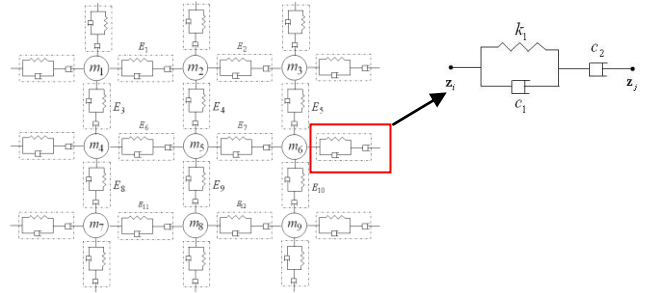 E₁ E₂
m₁ m₂ m₃
E₃ E₄ E₅
E₆ E₇
m₄ m₅ m₆
E₈ E₉ E₁₀
E₁₁ E₁₂
m₇ m₈ m₉
k₁
c₂
zᵢ zⱼ
c₁